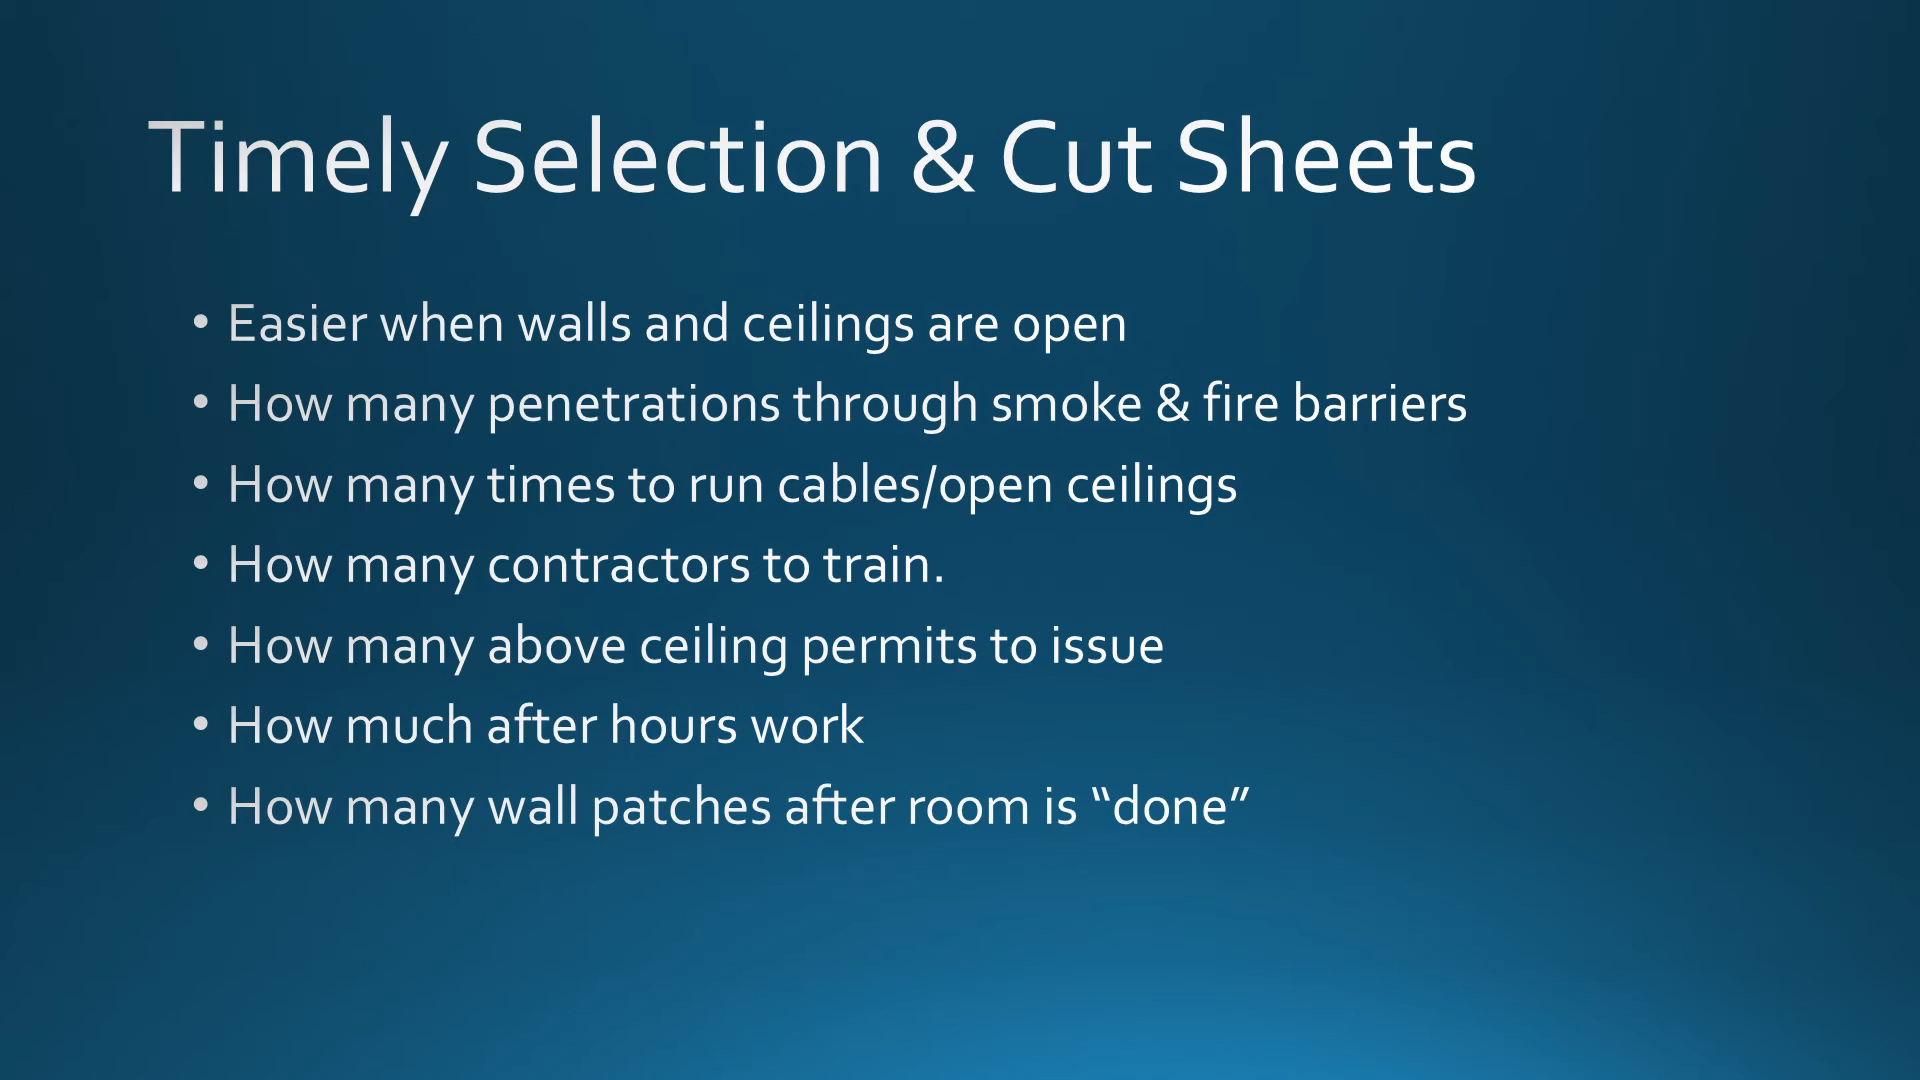 Timely Selection & Cut Sheets
• Easier when walls and ceilings are open
• How many penetrations through smoke & fire barriers
• How many times to run cables/open ceilings
• How many contractors to train.
• How many above ceiling permits to issue
• How much after hours work
• How many wall patches after room is “done”